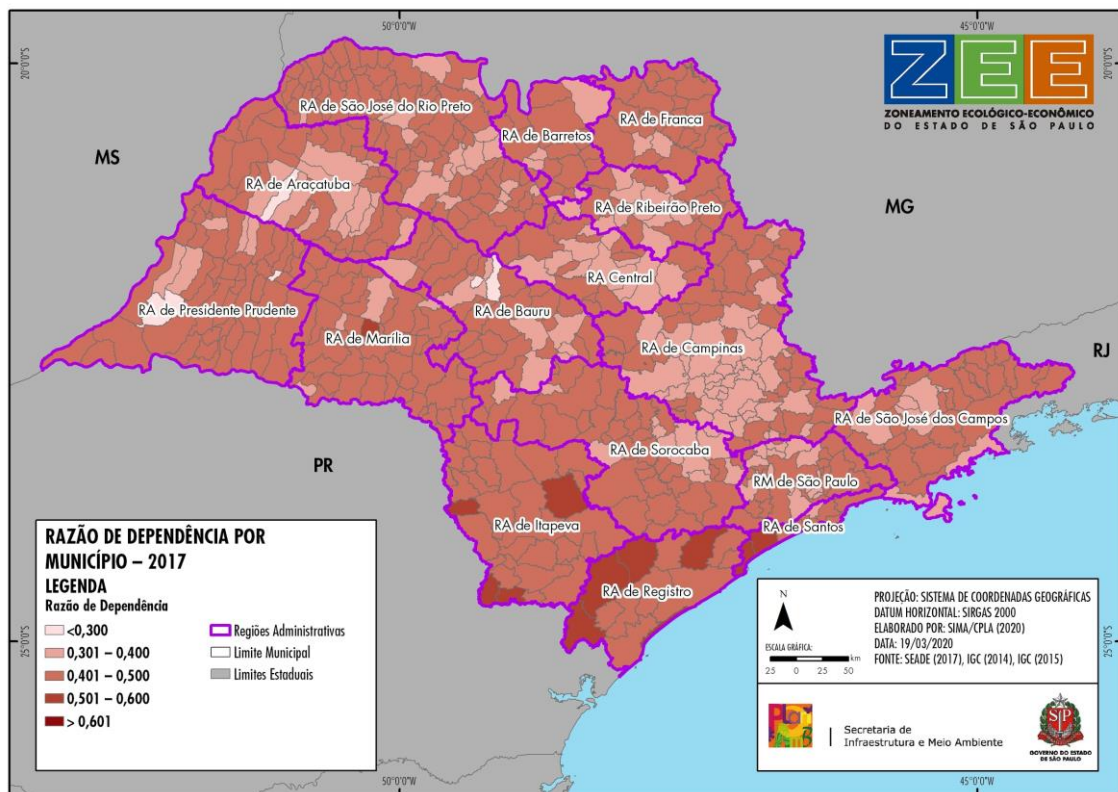 50°0'0"W
45°0'0"W
20°0'0"S
20°0'0"S
ZEE
ZONEAMENTO ECOLÓGICO-ECONÔMICO
DO ESTADO DE SÃO PAULO
MS
MG
RJ
PR
RA de São José do Rio Preto
RA de Barretos
RA de Franca
RA de Araçatuba
RA de Ribeirão Preto
RA Central
RA de Presidente Prudente
RA de Bauru
RA de Marília
RA de Campinas
RA de São José dos Campos
RA de Sorocaba
RM de São Paulo
RA de Itapeva
RA de Santos
RA de Registro
RAZÃO DE DEPENDÊNCIA POR
MUNICÍPIO – 2017
LEGENDA
Razão de Dependência
<0,300
0,301 – 0,400
0,401 – 0,500
0,501 – 0,600
> 0,601
Regiões Administrativas
Limite Municipal
Limites Estaduais
N
ESCALA GRÁFICA:
25 0 25 50 km
PROJEÇÃO: SISTEMA DE COORDENADAS GEOGRÁFICAS
DATUM HORIZONTAL: SIRGAS 2000
ELABORADO POR: SIMA/CPLA (2020)
DATA: 19/03/2020
FONTE: SEADE (2017), IGC (2014), IGC (2015)
Secretaria de
Infraestrutura e Meio Ambiente
GOVERNO DO ESTADO
DE SÃO PAULO
25°0'0"S
25°0'0"S
50°0'0"W
45°0'0"W